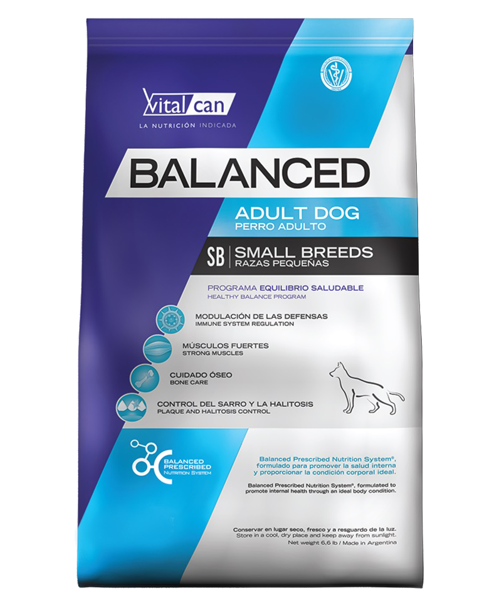 Vital can
LA NUTRICIÓN INDICADA
BALANCED
ADULT DOG
PERRO ADULTO
SB SMALL BREEDS
RAZAS PEQUEÑAS
PROGRAMA EQUILIBRIO SALUDABLE
HEALTHY BALANCE PROGRAM
MODULACIÓN DE LAS DEFENSAS
IMMUNE SYSTEM REGULATION
MÚSCULOS FUERTES
STRONG MUSCLES
CUIDADO ÓSEO
BONE CARE
CONTROL DEL SARRO Y LA HALITOSIS
PLAQUE AND HALITOSIS CONTROL
BALANCED
PRESCRIBED
NUTRITION SYSTEM
Balanced Prescribed Nutrition System®,
formulado para promover la salud interna
y proporcionar la condición corporal ideal.
Balanced Prescribed Nutrition System®, formulated to
promote internal health through an ideal body condition.
Conservar en lugar seco, fresco y a resguardo de la luz.
Store in a cool, dry place and keep away from sunlight.
Net weight 6,6 lb / Made in Argentina